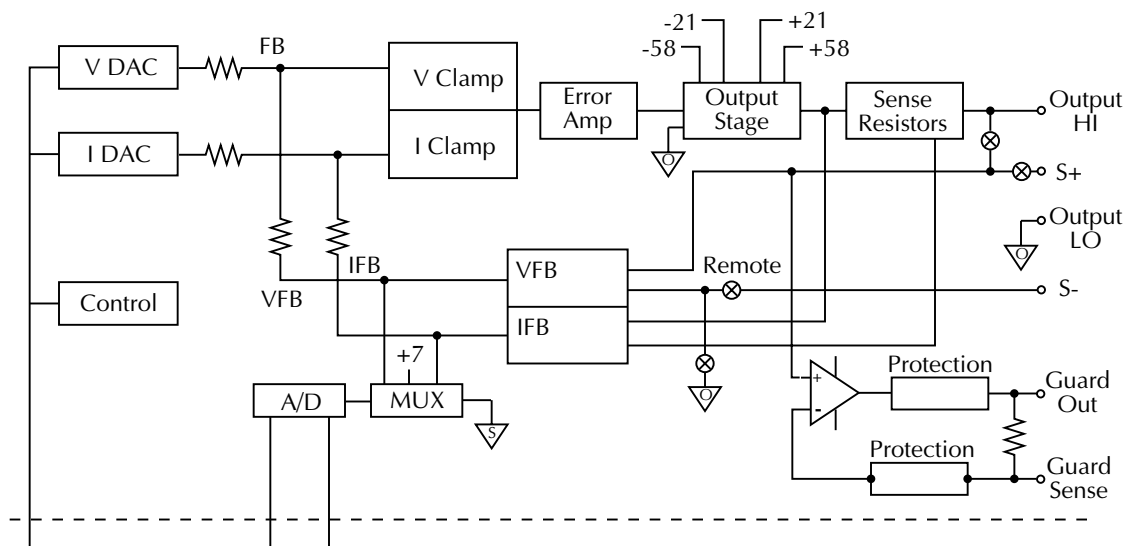 -21
+21
-58
+58
FB
V DAC
V Clamp
Error
Amp
Output
Stage
Sense
Resistors
Output
HI
I DAC
I Clamp
O
S+
Output
LO
O
IFB
VFB
Remote
VFB
S-
Control
IFB
+7
O
Protection
A/D
MUX
S
+
-
Guard
Out
Protection
Guard
Sense